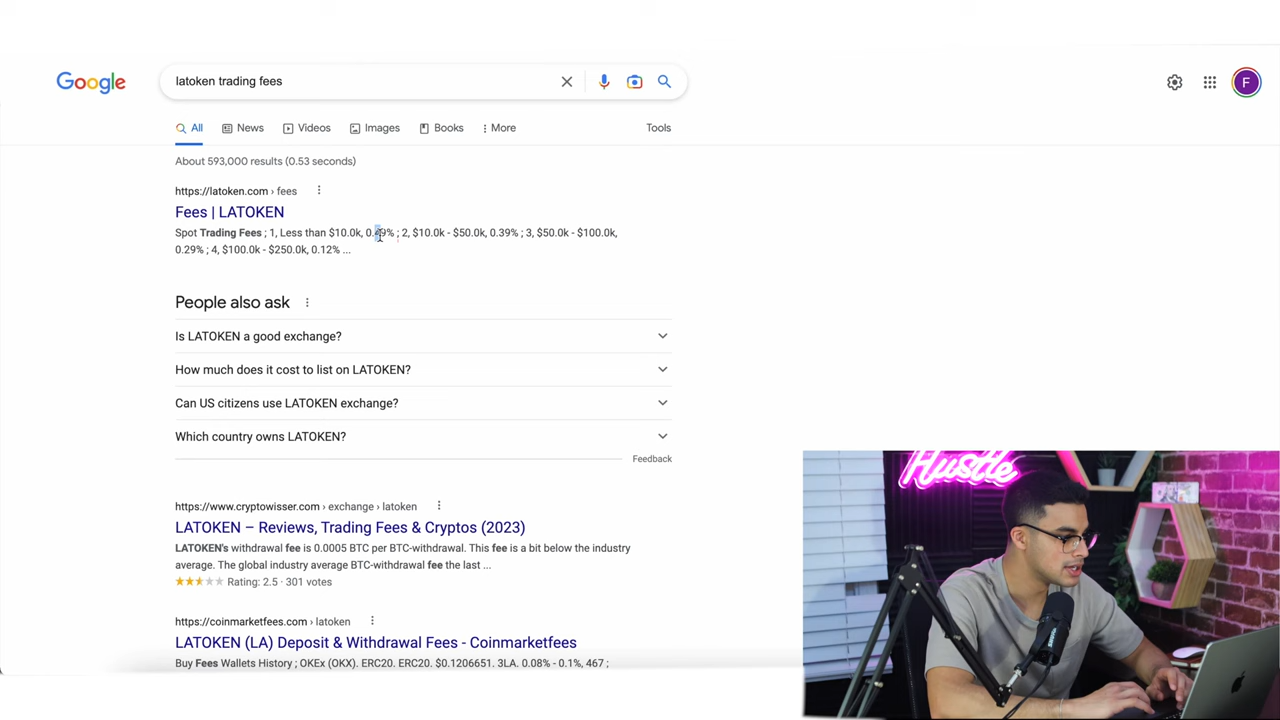 Google
latoken trading fees
F
All
News
Videos
Images
Books
More
Tools
About 593,000 results (0.53 seconds)
https://latoken.com › fees
Fees | LATOKEN
Spot Trading Fees ; 1, Less than $10.0k, 0.49% ; 2, $10.0k - $50.0k, 0.39% ; 3, $50.0k - $100.0k,
0.29% ; 4, $100.0k - $250.0k, 0.12% ...
People also ask
Is LATOKEN a good exchange?
How much does it cost to list on LATOKEN?
Can US citizens use LATOKEN exchange?
Which country owns LATOKEN?
Feedback
https://www.cryptowisser.com › exchange › latoken
LATOKEN – Reviews, Trading Fees & Cryptos (2023)
LATOKEN's withdrawal fee is 0.0005 BTC per BTC-withdrawal. This fee is a bit below the industry
average. The global industry average BTC-withdrawal fee the last ...
Rating: 2.5 · 301 votes
https://coinmarketfees.com › latoken
LATOKEN (LA) Deposit & Withdrawal Fees - Coinmarketfees
Buy Fees Wallets History ; OKEx (OKX). ERC20. ERC20. $0.1206651. 3LA. 0.08% - 0.1%, 467 ;
Hustle